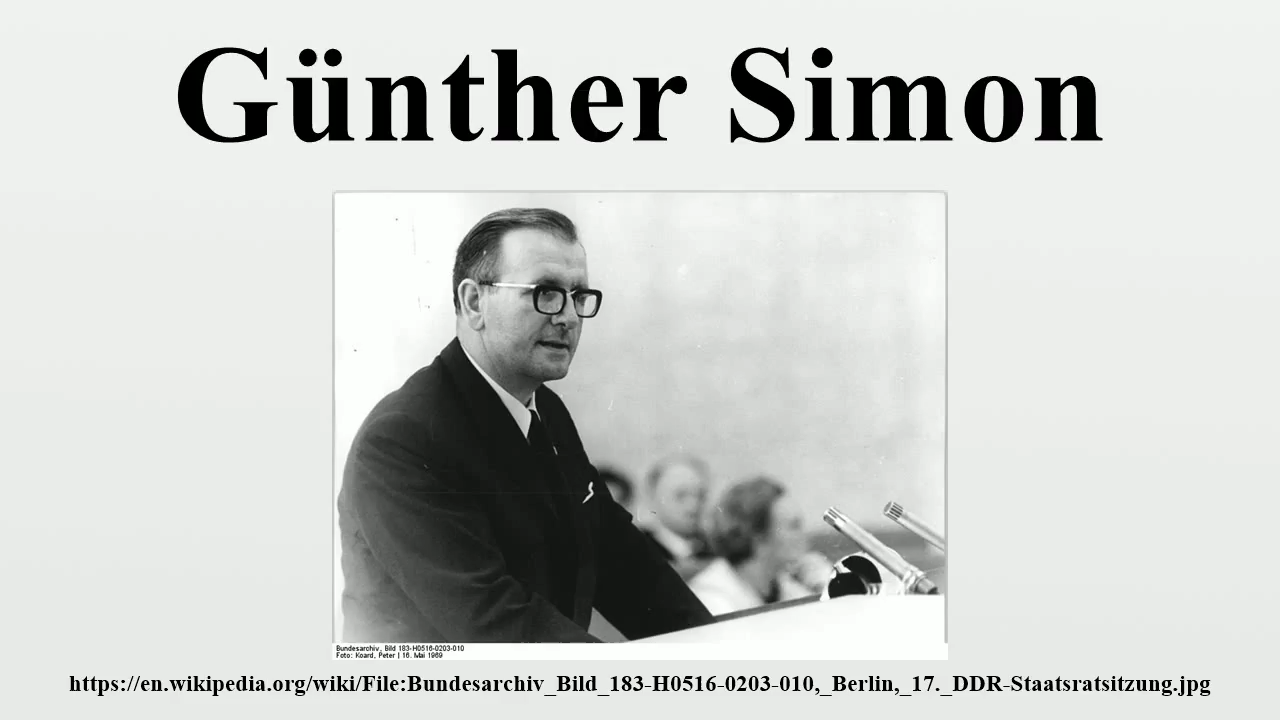 Günther Simon
Bundesarchiv, Bild 183-H0516-0203-010
Foto: Koard, Peter | 16. Mai 1969
https://en.wikipedia.org/wiki/File:Bundesarchiv_Bild_183-H0516-0203-010,_Berlin,_17._DDR-Staatsratsitzung.jpg